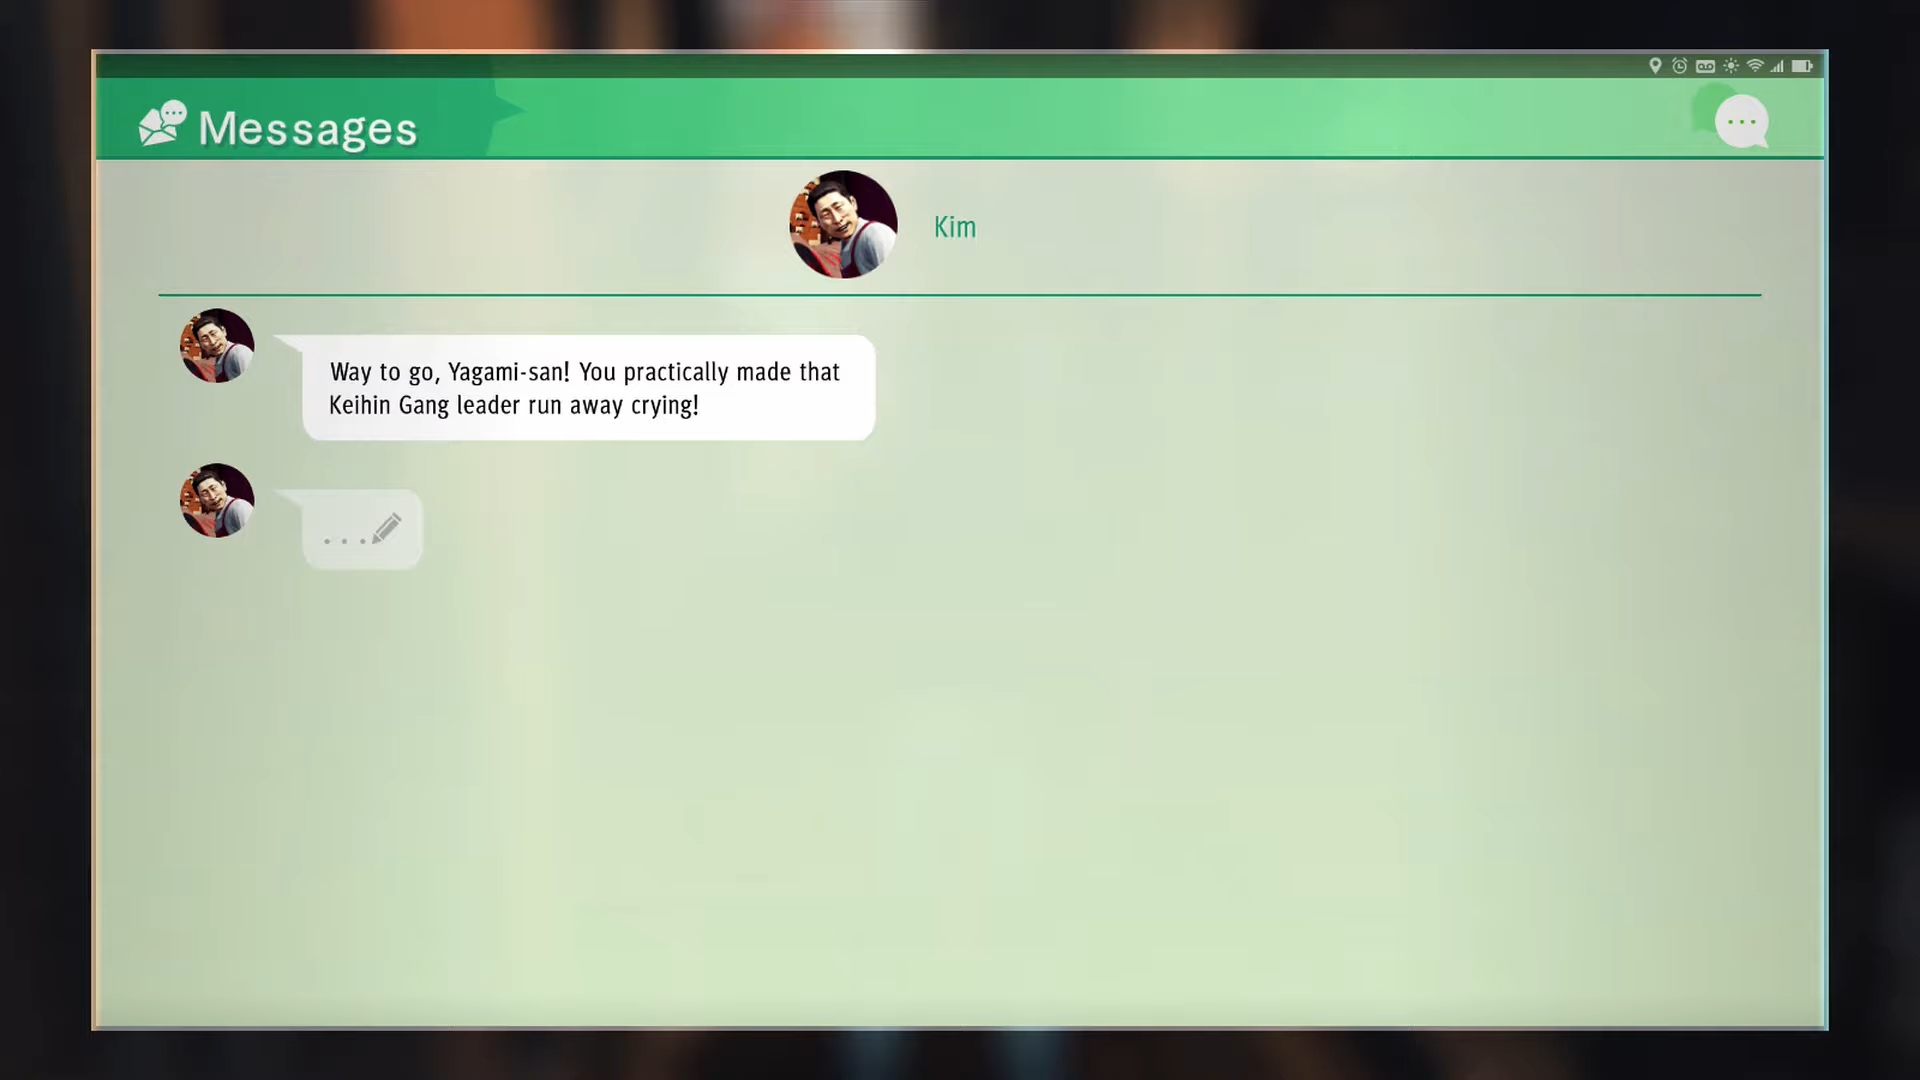 Messages
Kim
Way to go, Yagami-san! You practically made that
Keihin Gang leader run away crying!
...